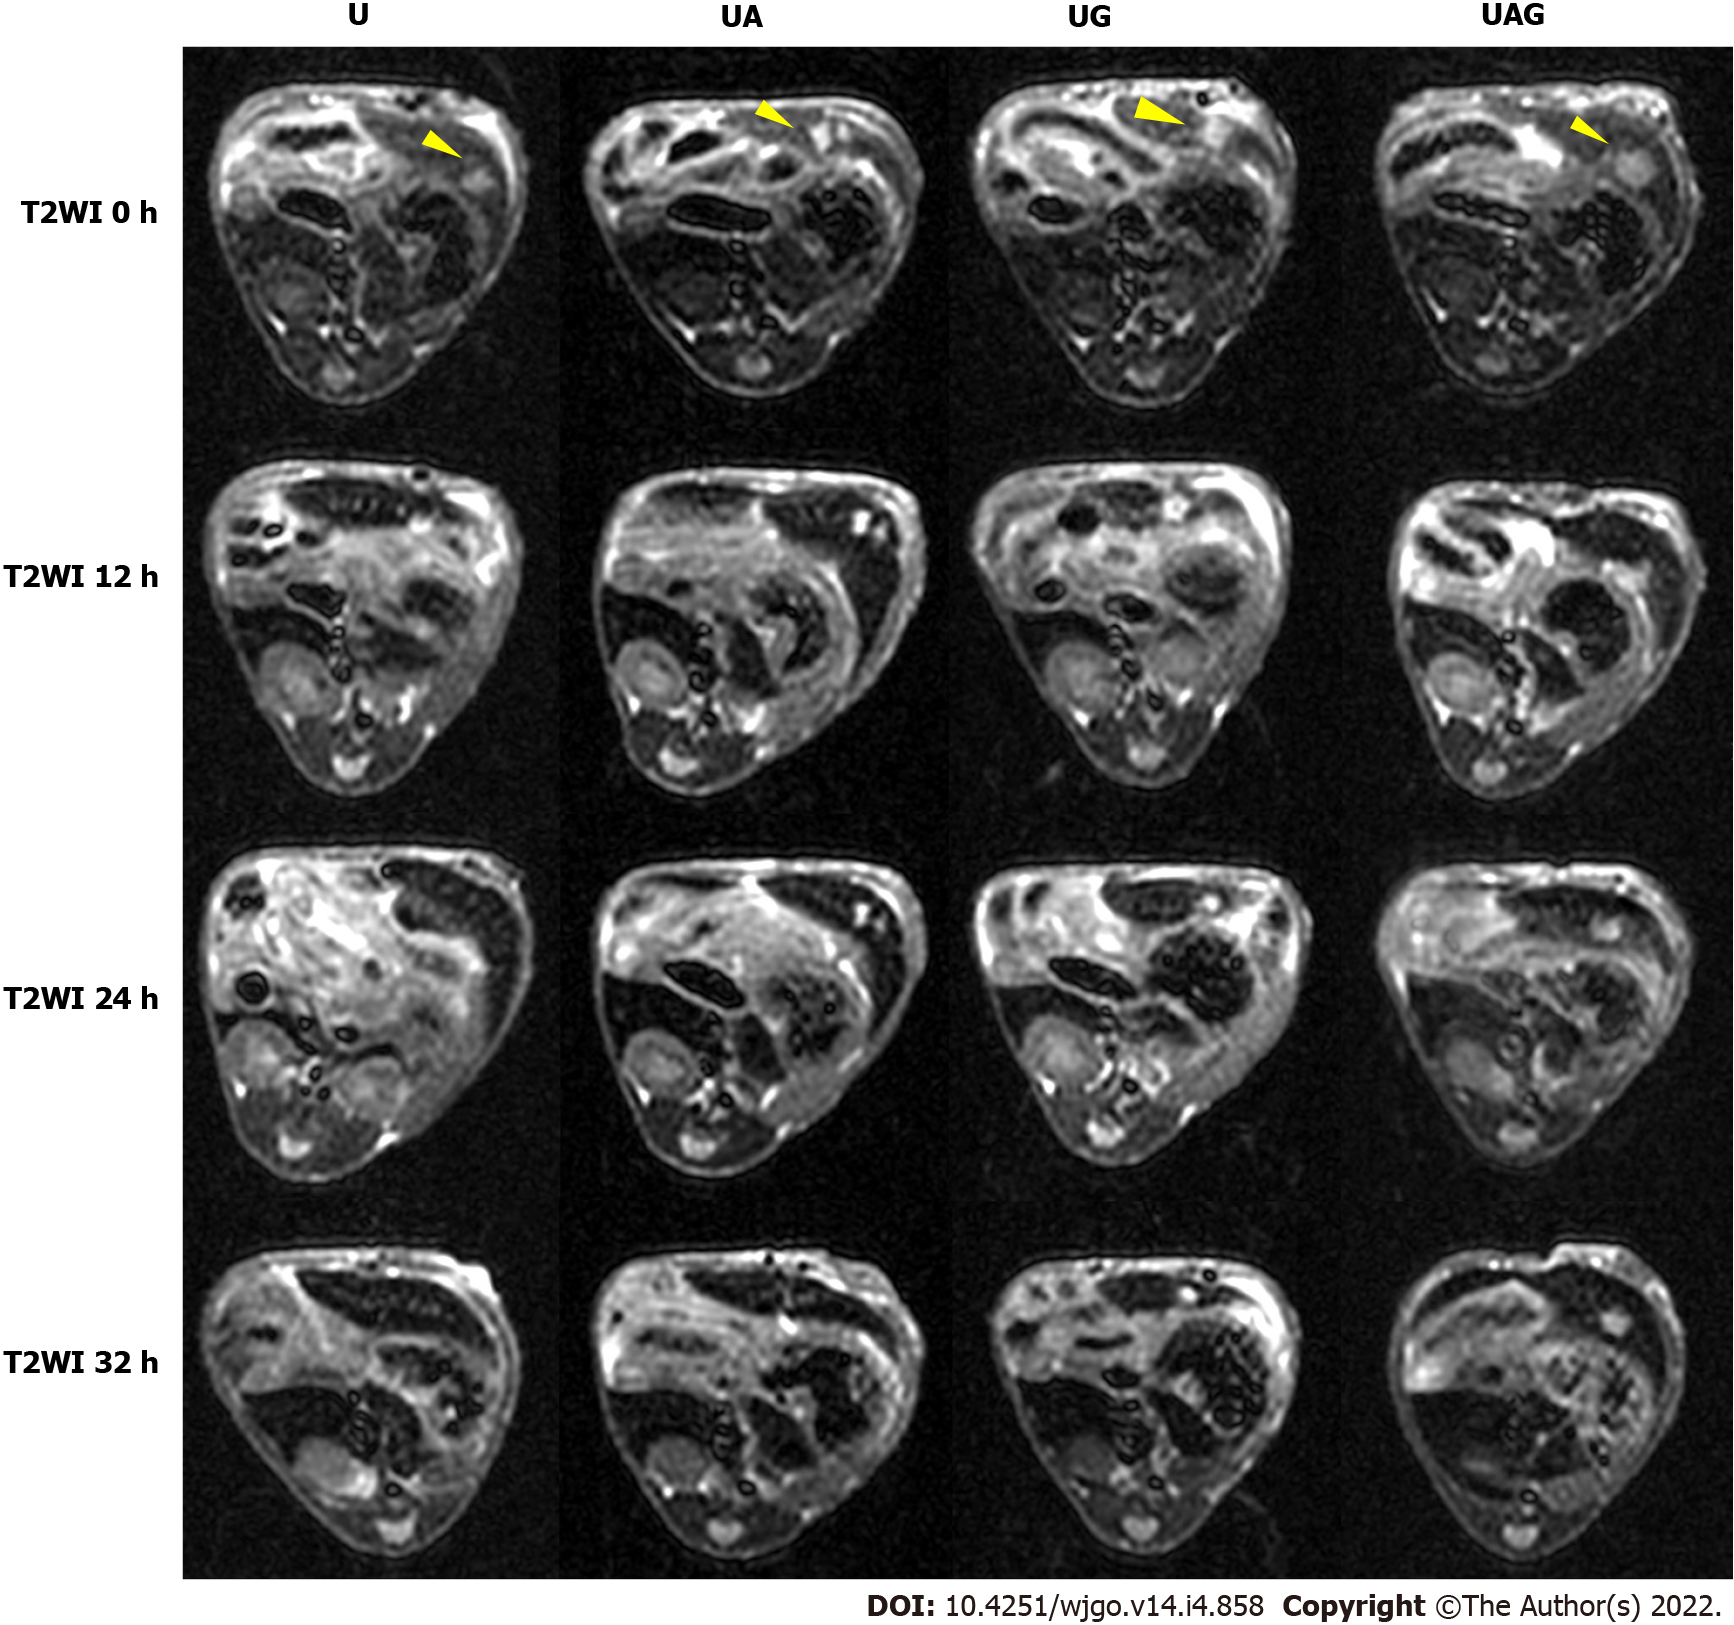 U UA UG UAG
T2WI 0 h
T2WI 12 h
T2WI 24 h
T2WI 32 h
DOI: 10.4251/wjgo.v14.i4.858 Copyright ©The Author(s) 2022.